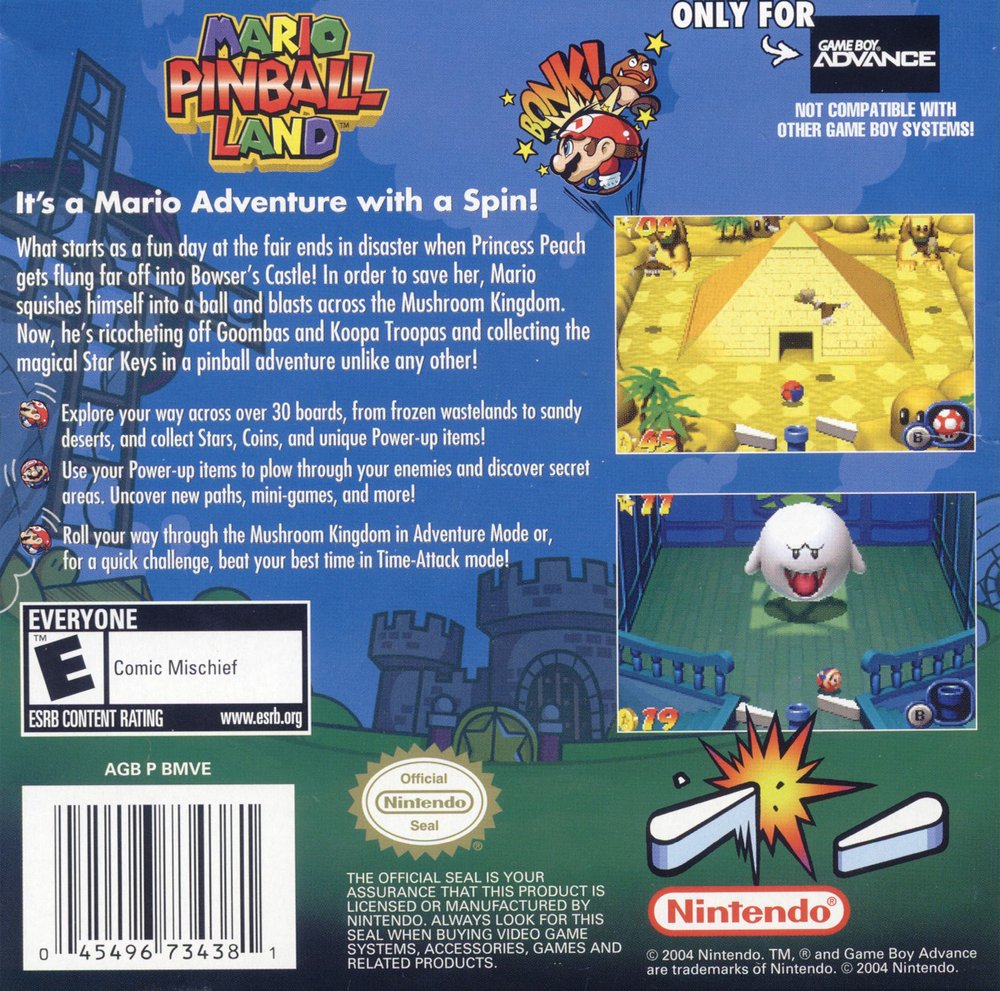 MARIO
PINBALL
LAND™
BONK!
ONLY FOR
GAME BOY®
ADVANCE
NOT COMPATIBLE WITH
OTHER GAME BOY SYSTEMS!
It's a Mario Adventure with a Spin!
What starts as a fun day at the fair ends in disaster when Princess Peach
gets flung far off into Bowser's Castle! In order to save her, Mario
squishes himself into a ball and blasts across the Mushroom Kingdom.
Now, he's ricocheting off Goombas and Koopa Troopas and collecting the
magical Star Keys in a pinball adventure unlike any other!
Explore your way across over 30 boards, from frozen wastelands to sandy
deserts, and collect Stars, Coins, and unique Power-up items!
Use your Power-up items to plow through your enemies and discover secret
areas. Uncover new paths, mini-games, and more!
Roll your way through the Mushroom Kingdom in Adventure Mode or,
for a quick challenge, beat your best time in Time-Attack mode!
04
45
B
11
19
B
EVERYONE
E™
Comic Mischief
ESRB CONTENT RATING www.esrb.org
AGB P BMVE
0 45496 73438 1
Official
Nintendo
Seal
®
THE OFFICIAL SEAL IS YOUR
ASSURANCE THAT THIS PRODUCT IS
LICENSED OR MANUFACTURED BY
NINTENDO. ALWAYS LOOK FOR THIS
SEAL WHEN BUYING VIDEO GAME
SYSTEMS, ACCESSORIES, GAMES AND
RELATED PRODUCTS.
Nintendo®
© 2004 Nintendo. TM, ® and Game Boy Advance
are trademarks of Nintendo. © 2004 Nintendo.